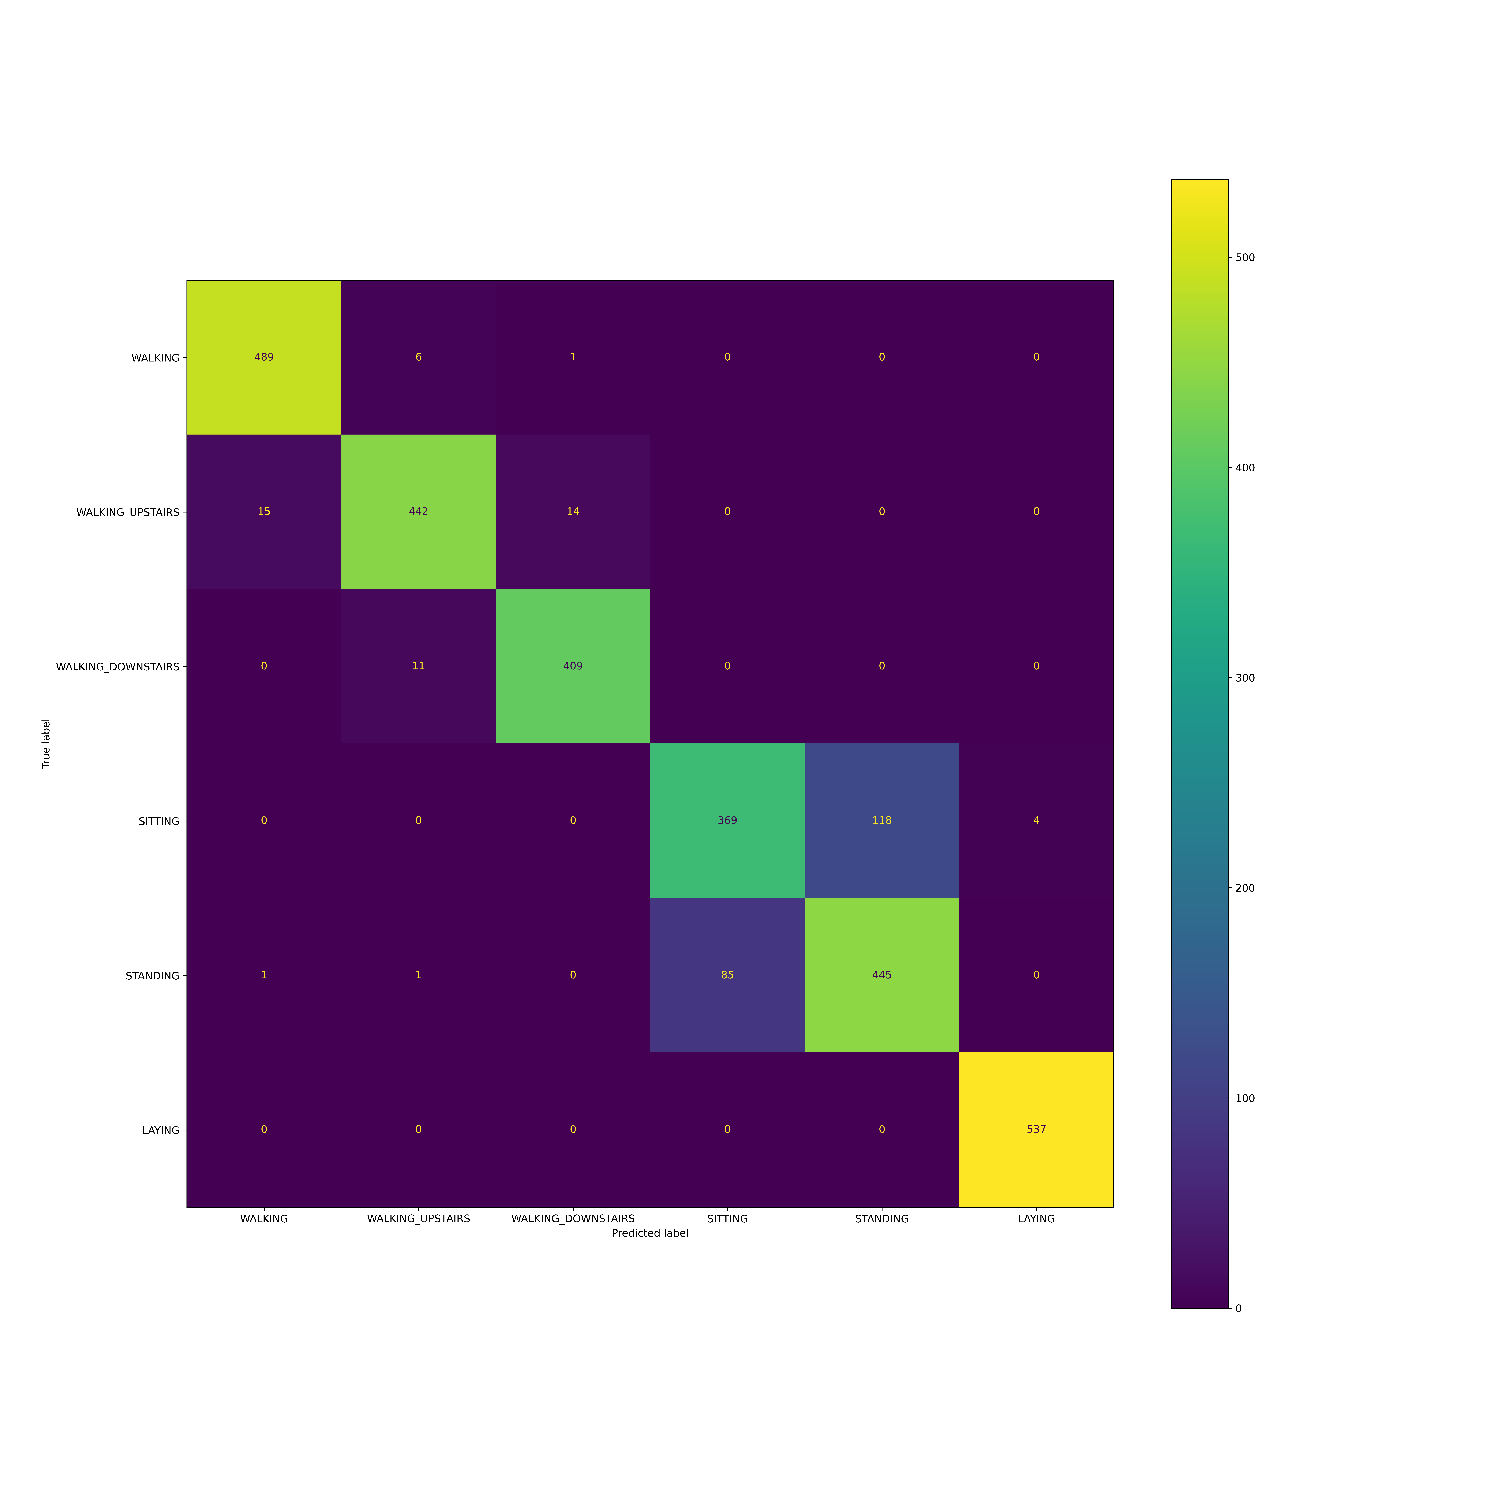 WALKING 489 6 1 0 0 0
WALKING_UPSTAIRS 15 442 14 0 0 0
WALKING_DOWNSTAIRS 0 11 409 0 0 0
SITTING 0 0 0 369 118 4
STANDING 1 1 0 85 445 0
LAYING 0 0 0 0 0 537
True label
WALKING WALKING_UPSTAIRS WALKING_DOWNSTAIRS SITTING STANDING LAYING
Predicted label
500
400
300
200
100
0